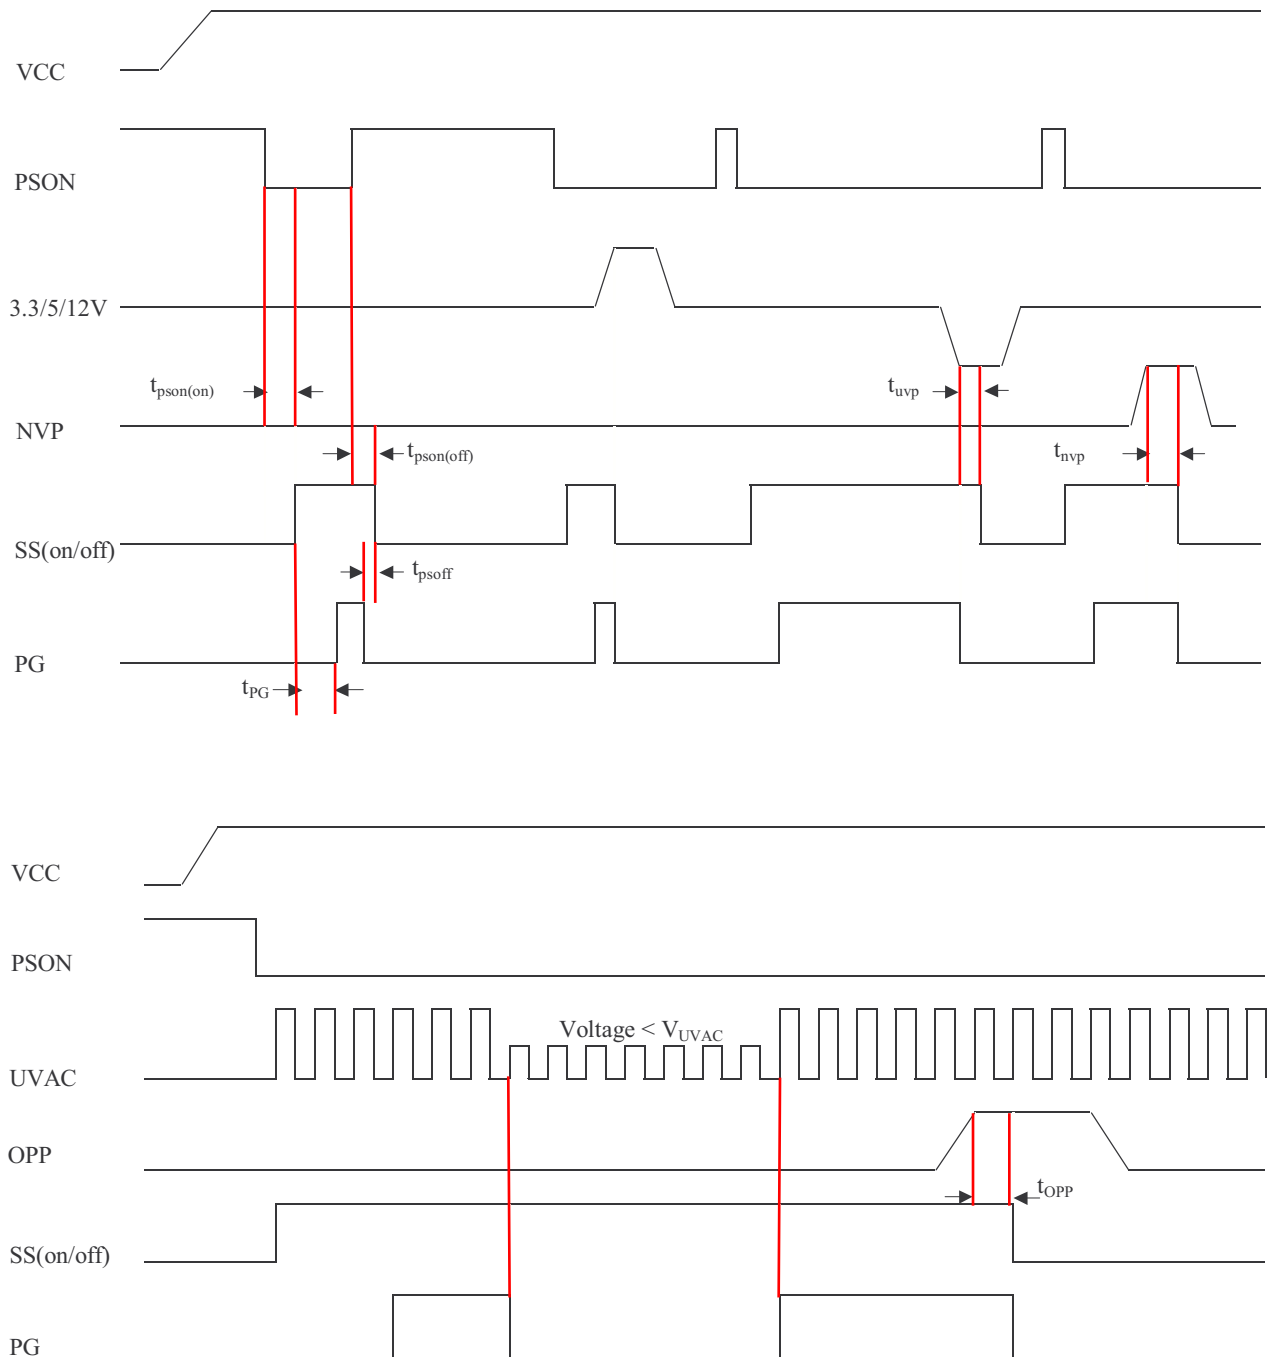 VCC
PSON
3.3/5/12V
tpson(on)
tuvp
NVP
tpson(off)
tnvp
SS(on/off)
tpsoff
PG
tPG
VCC
PSON
Voltage < VUVAC
UVAC
OPP
tOPP
SS(on/off)
PG